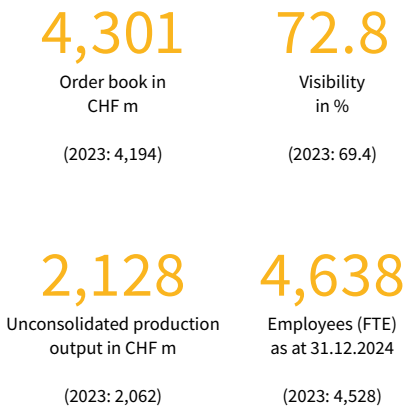 4,301
Order book in
CHF m
(2023: 4,194)
72.8
Visibility
in %
(2023: 69.4)
2,128
Unconsolidated production
output in CHF m
(2023: 2,062)
4,638
Employees (FTE)
as at 31.12.2024
(2023: 4,528)